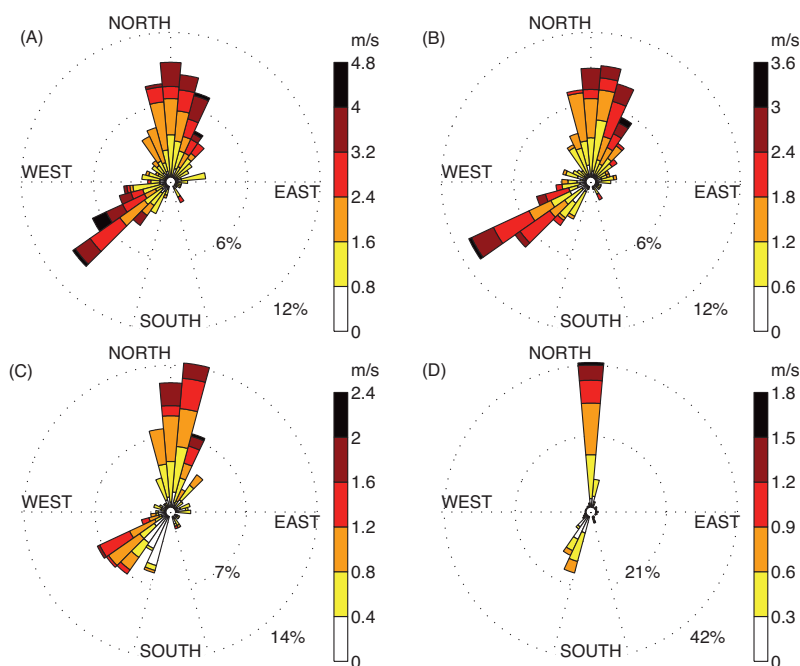 (A)
NORTH
WEST
EAST
SOUTH
6%
12%
m/s
4.8
4
3.2
2.4
1.6
0.8
0
(B)
NORTH
WEST
EAST
SOUTH
6%
12%
m/s
3.6
3
2.4
1.8
1.2
0.6
0
(C)
NORTH
WEST
EAST
SOUTH
7%
14%
m/s
2.4
2
1.6
1.2
0.8
0.4
0
(D)
NORTH
WEST
EAST
SOUTH
21%
42%
m/s
1.8
1.5
1.2
0.9
0.6
0.3
0